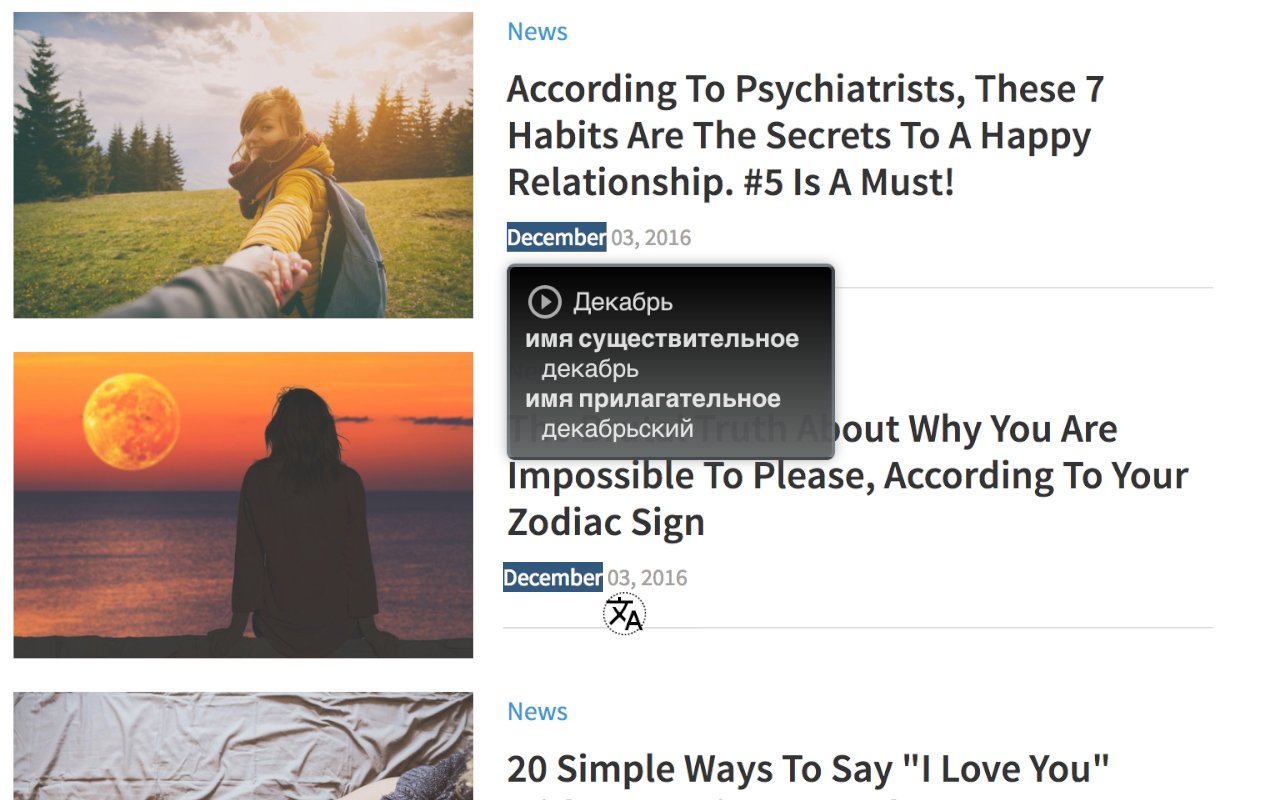 News
According To Psychiatrists, These 7
Habits Are The Secrets To A Happy
Relationship. #5 Is A Must!
December 03, 2016
Декабрь
имя существительное
декабрь
имя прилагательное
декабрьский
Truth About Why You Are
Impossible To Please, According To Your
Zodiac Sign
December 03, 2016
文A
News
20 Simple Ways To Say "I Love You"